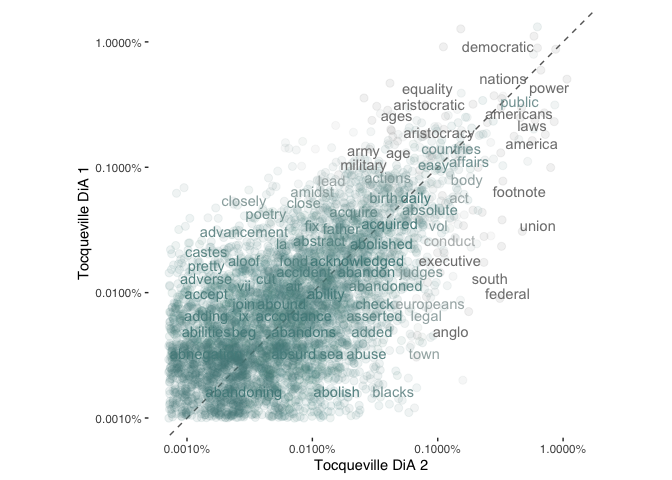 1.0000%
democratic
nations
power
equality
public
aristocratic
americans
ages
laws
aristocracy
america
army
age
countries
0.1000%
military
easy
affairs
lead
actions
body
amidst
footnote
closely
close
birth
daily
act
poetry
acquire
absolute
advancement
fix
father
acquired
vol
union
la
abstract
abolished
conduct
castes
aloof
fond
acknowledged
executive
pretty
accident
abandon
judges
adverse
vii
cut
air
abandoned
south
0.0100%
accept
ability
federal
join
abound
check
europeans
adding
ix
accordance
asserted
legal
abilities
beg
abandons
added
anglo
absurd
sea
abuse
town
abandoning
abolish
blacks
0.0010%
0.0010%
0.0100%
0.1000%
1.0000%
Tocqueville DiA 2
Tocqueville DiA 1